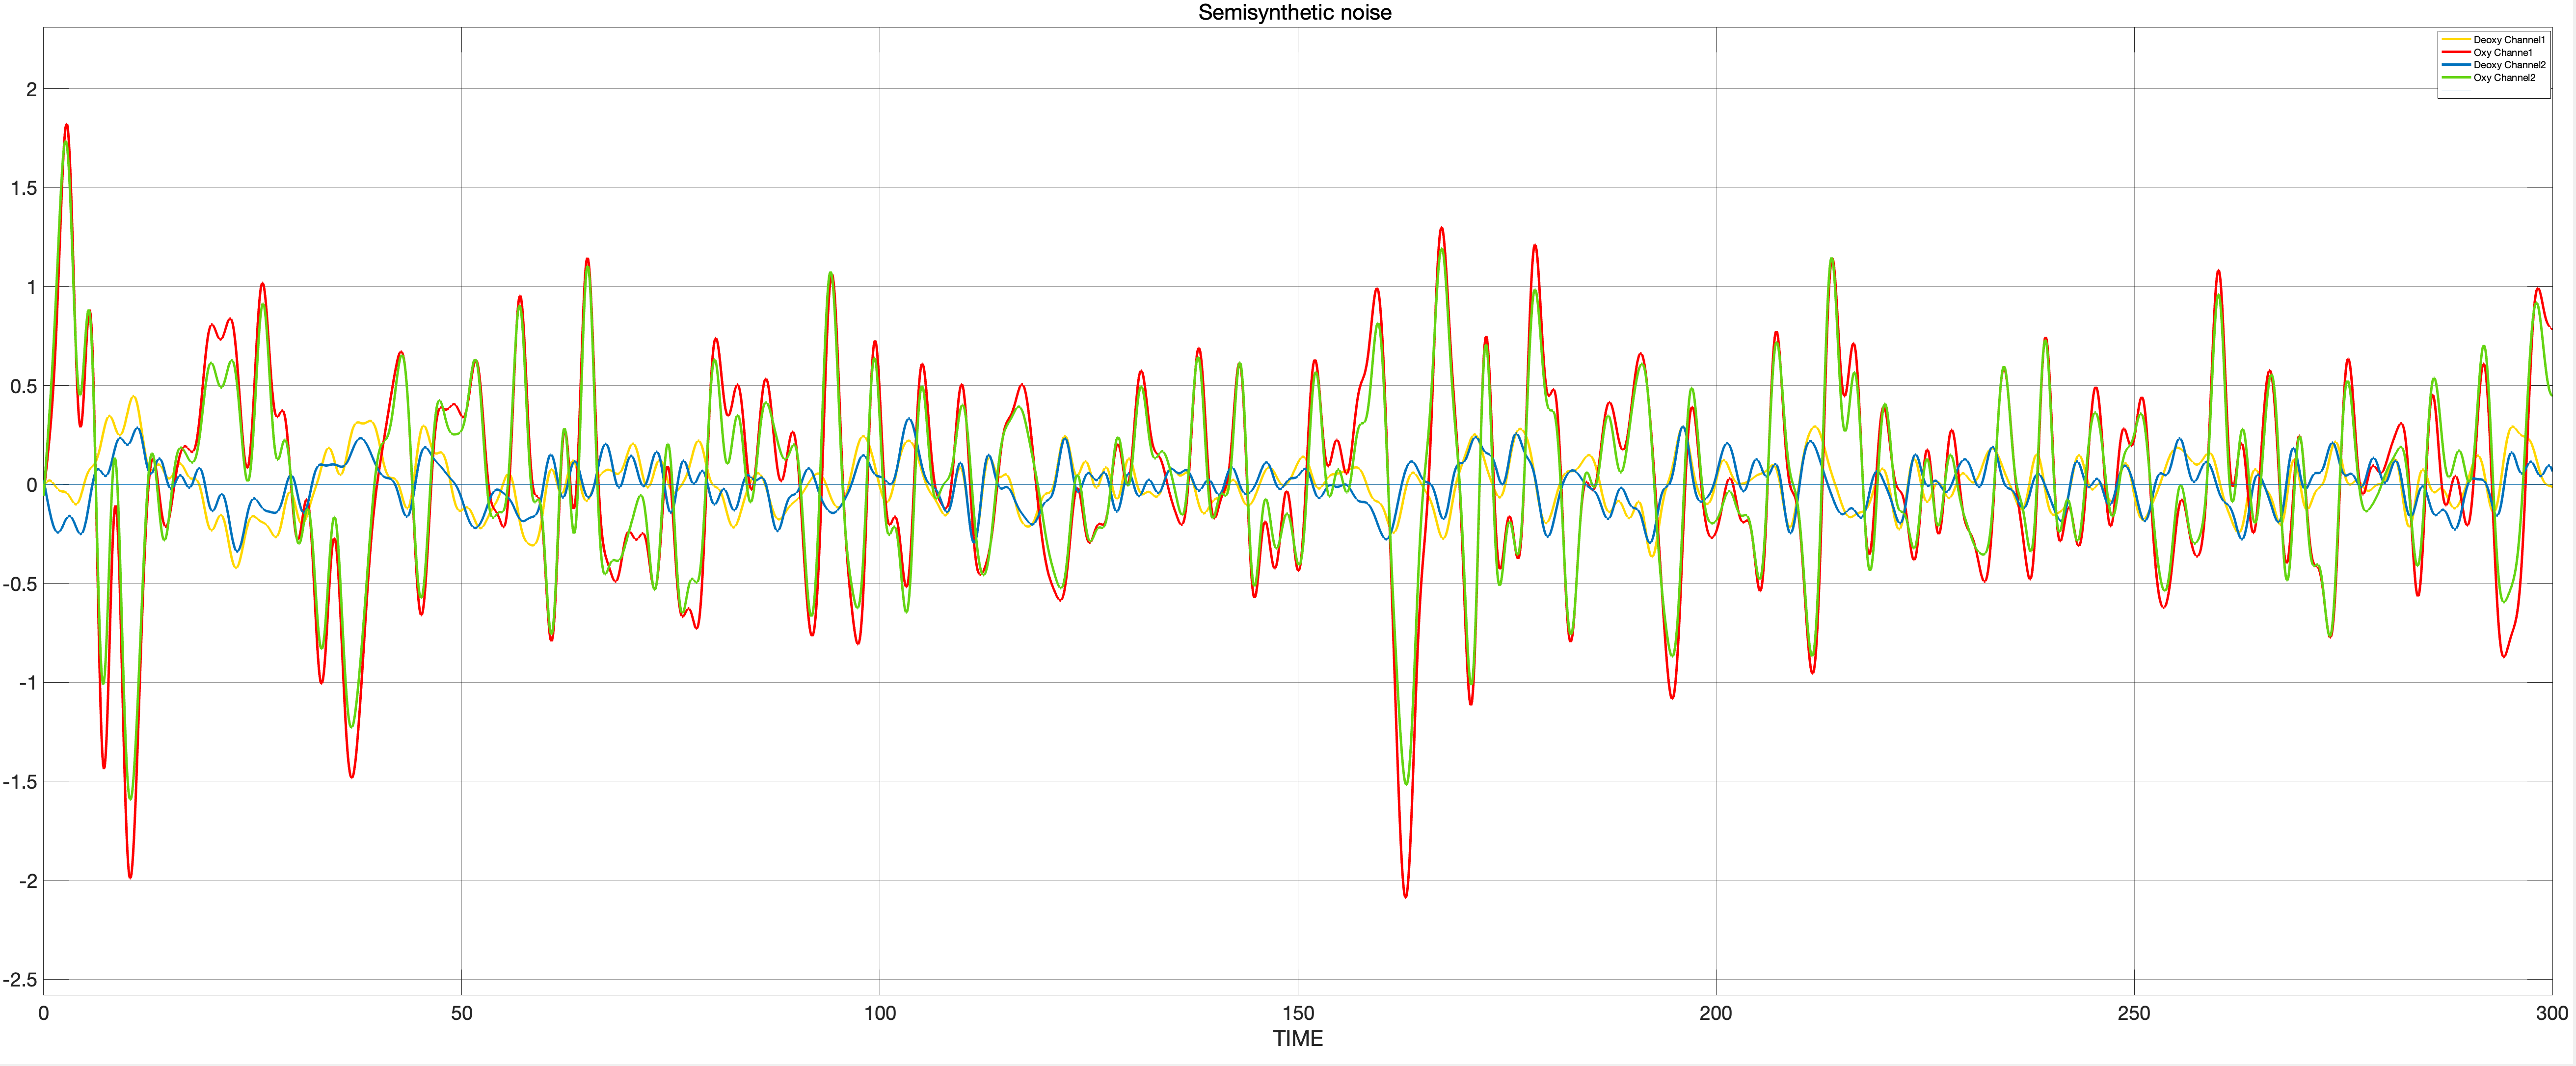 Semisynthetic noise
Deoxy Channel1
Oxy Channe1
Deoxy Channel2
Oxy Channel2
2
1.5
1
0.5
0
-0.5
-1
-1.5
-2
-2.5
0 50 100 150 200 250 300
TIME